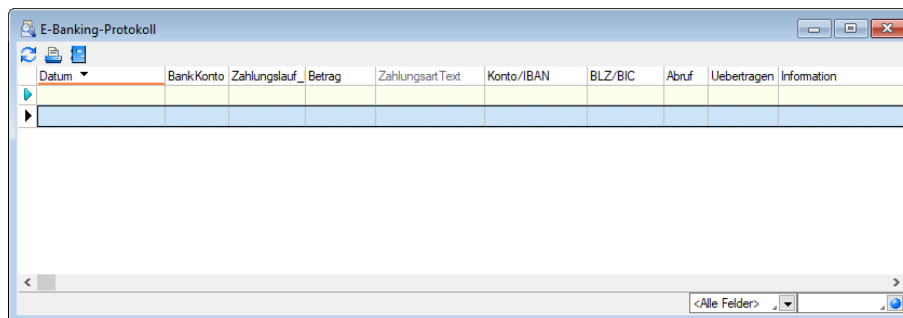 E-Banking-Protokoll
Datum BankKonto Zahlungslauf_ Betrag ZahlungsartText Konto/IBAN BLZ/BIC Abruf Uebertragen Information
<Alle Felder>